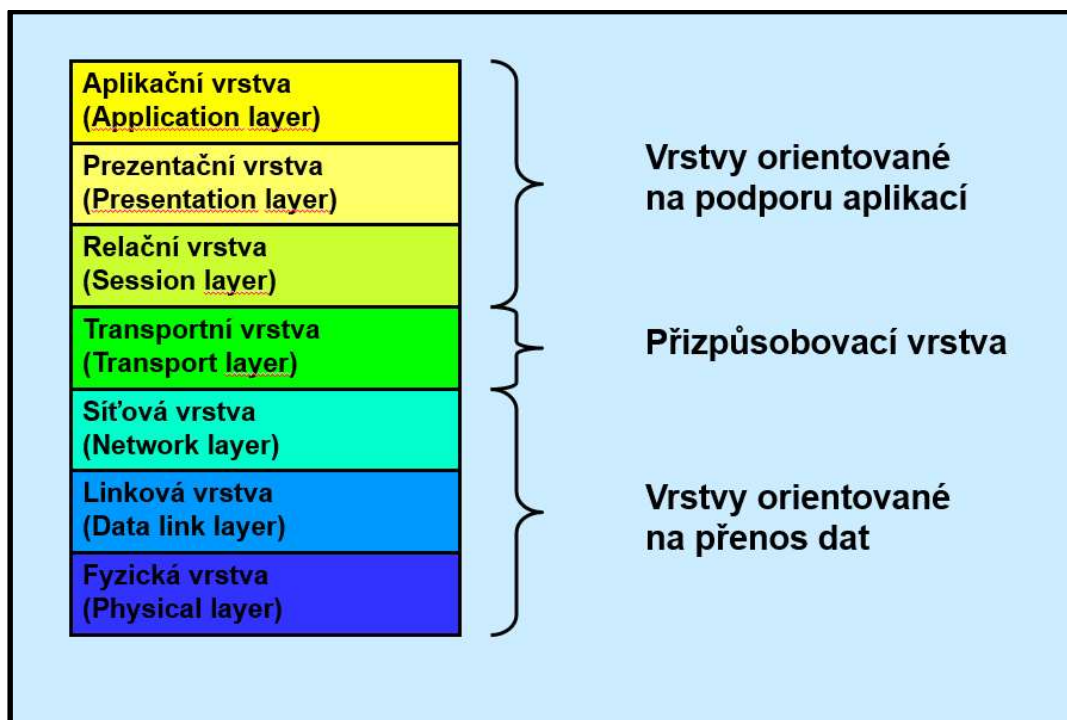 Aplikační vrstva
(Application layer)
Prezentační vrstva
(Presentation layer)
Relační vrstva
(Session layer)
Transportní vrstva
(Transport layer)
Síťová vrstva
(Network layer)
Linková vrstva
(Data link layer)
Fyzická vrstva
(Physical layer)
Vrstvy orientované
na podporu aplikací
Přizpůsobovací vrstva
Vrstvy orientované
na přenos dat